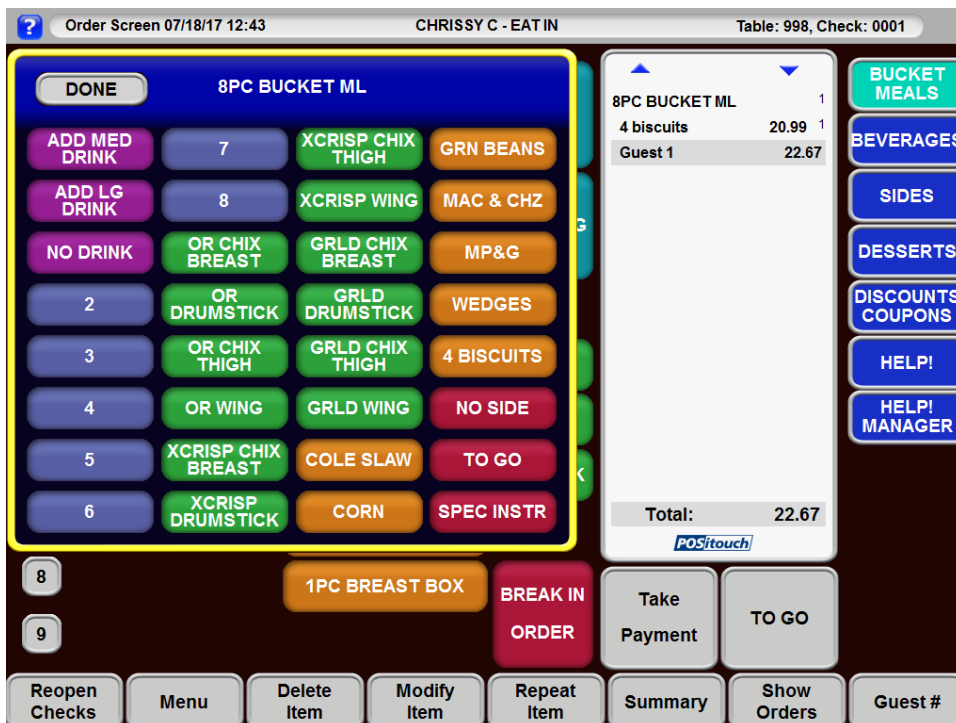 ? Order Screen 07/18/17 12:43 CHRISSY C - EAT IN Table: 998, Check: 0001
DONE 8PC BUCKET ML
ADD MED
DRINK
7
XCRISP CHIX
THIGH
GRN BEANS
ADD LG
DRINK
8
XCRISP WING
MAC & CHZ
NO DRINK
OR CHIX
BREAST
GRLD CHIX
BREAST
MP&G
2
OR
DRUMSTICK
GRLD
DRUMSTICK
WEDGES
3
OR CHIX
THIGH
GRLD CHIX
THIGH
4 BISCUITS
4
OR WING
GRLD WING
NO SIDE
5
XCRISP CHIX
BREAST
COLE SLAW
TO GO
6
XCRISP
DRUMSTICK
CORN
SPEC INSTR
G
K
8
9
1PC BREAST BOX
BREAK IN
ORDER
8PC BUCKET ML 1
4 biscuits 20.99 1
Guest 1 22.67
Total: 22.67
POSitouch
Take
Payment
TO GO
BUCKET
MEALS
BEVERAGES
SIDES
DESSERTS
DISCOUNTS
COUPONS
HELP!
HELP!
MANAGER
Reopen
Checks
Menu
Delete
Item
Modify
Item
Repeat
Item
Summary
Show
Orders
Guest #